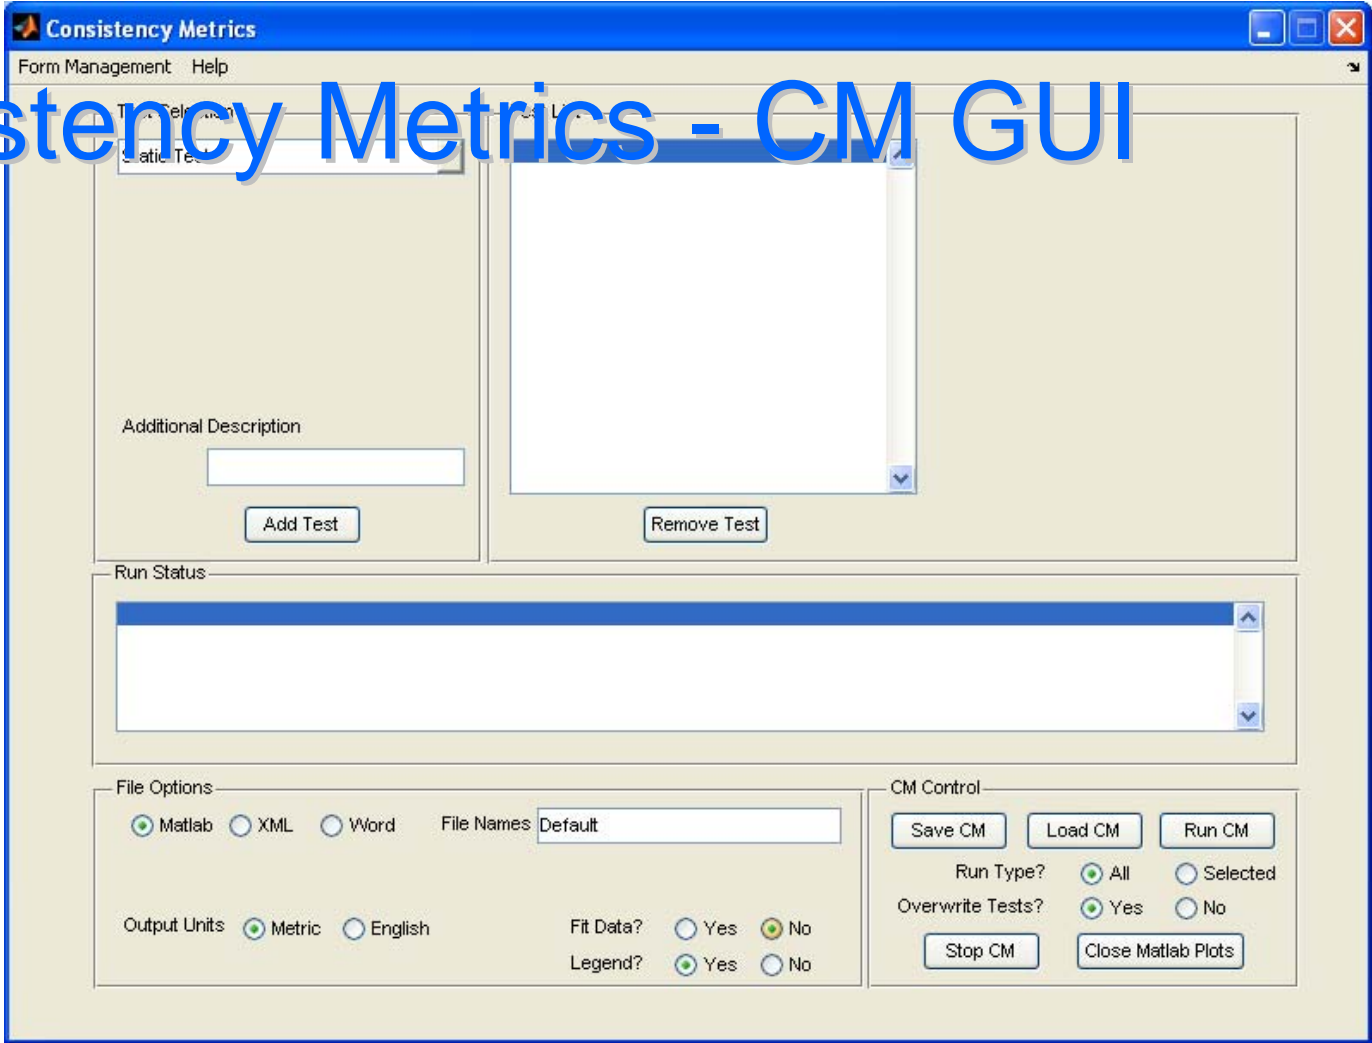 Consistency Metrics
Form Management Help
stency Metrics - CM GUI
Static Test
Additional Description
Add Test
Remove Test
Run Status
File Options
Matlab XML Word File Names Default
Output Units Metric English
Fit Data? Yes No
Legend? Yes No
CM Control
Save CM Load CM Run CM
Run Type? All Selected
Overwrite Tests? Yes No
Stop CM Close Matlab Plots